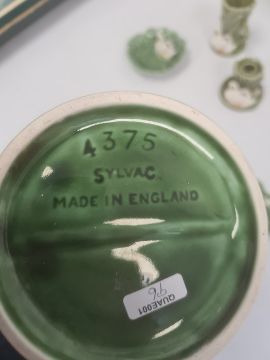 4375
SYLVAC
MADE IN ENGLAND
QUAE001
96